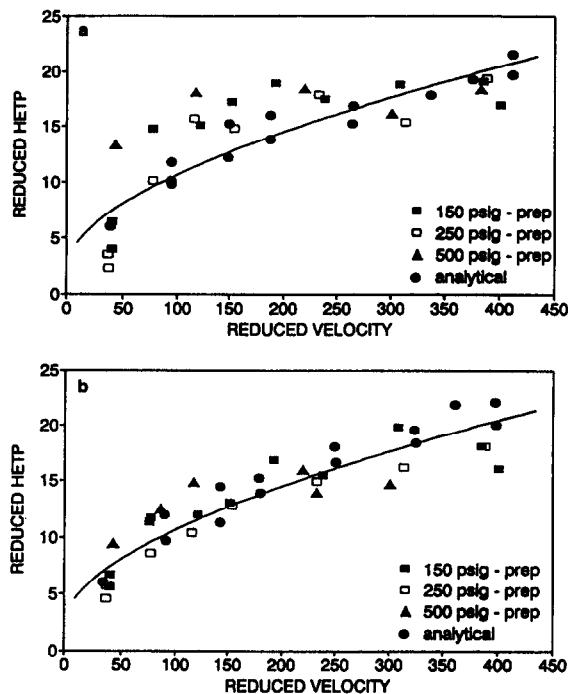 a
25
20
15
10
5
0
REDUCED HETP
50 100 150 200 250 300 350 400 450
REDUCED VELOCITY
150 psig - prep
250 psig - prep
500 psig - prep
analytical
b
25
20
15
10
5
0
REDUCED HETP
50 100 150 200 250 300 350 400 450
REDUCED VELOCITY
150 psig - prep
250 psig - prep
500 psig - prep
analytical